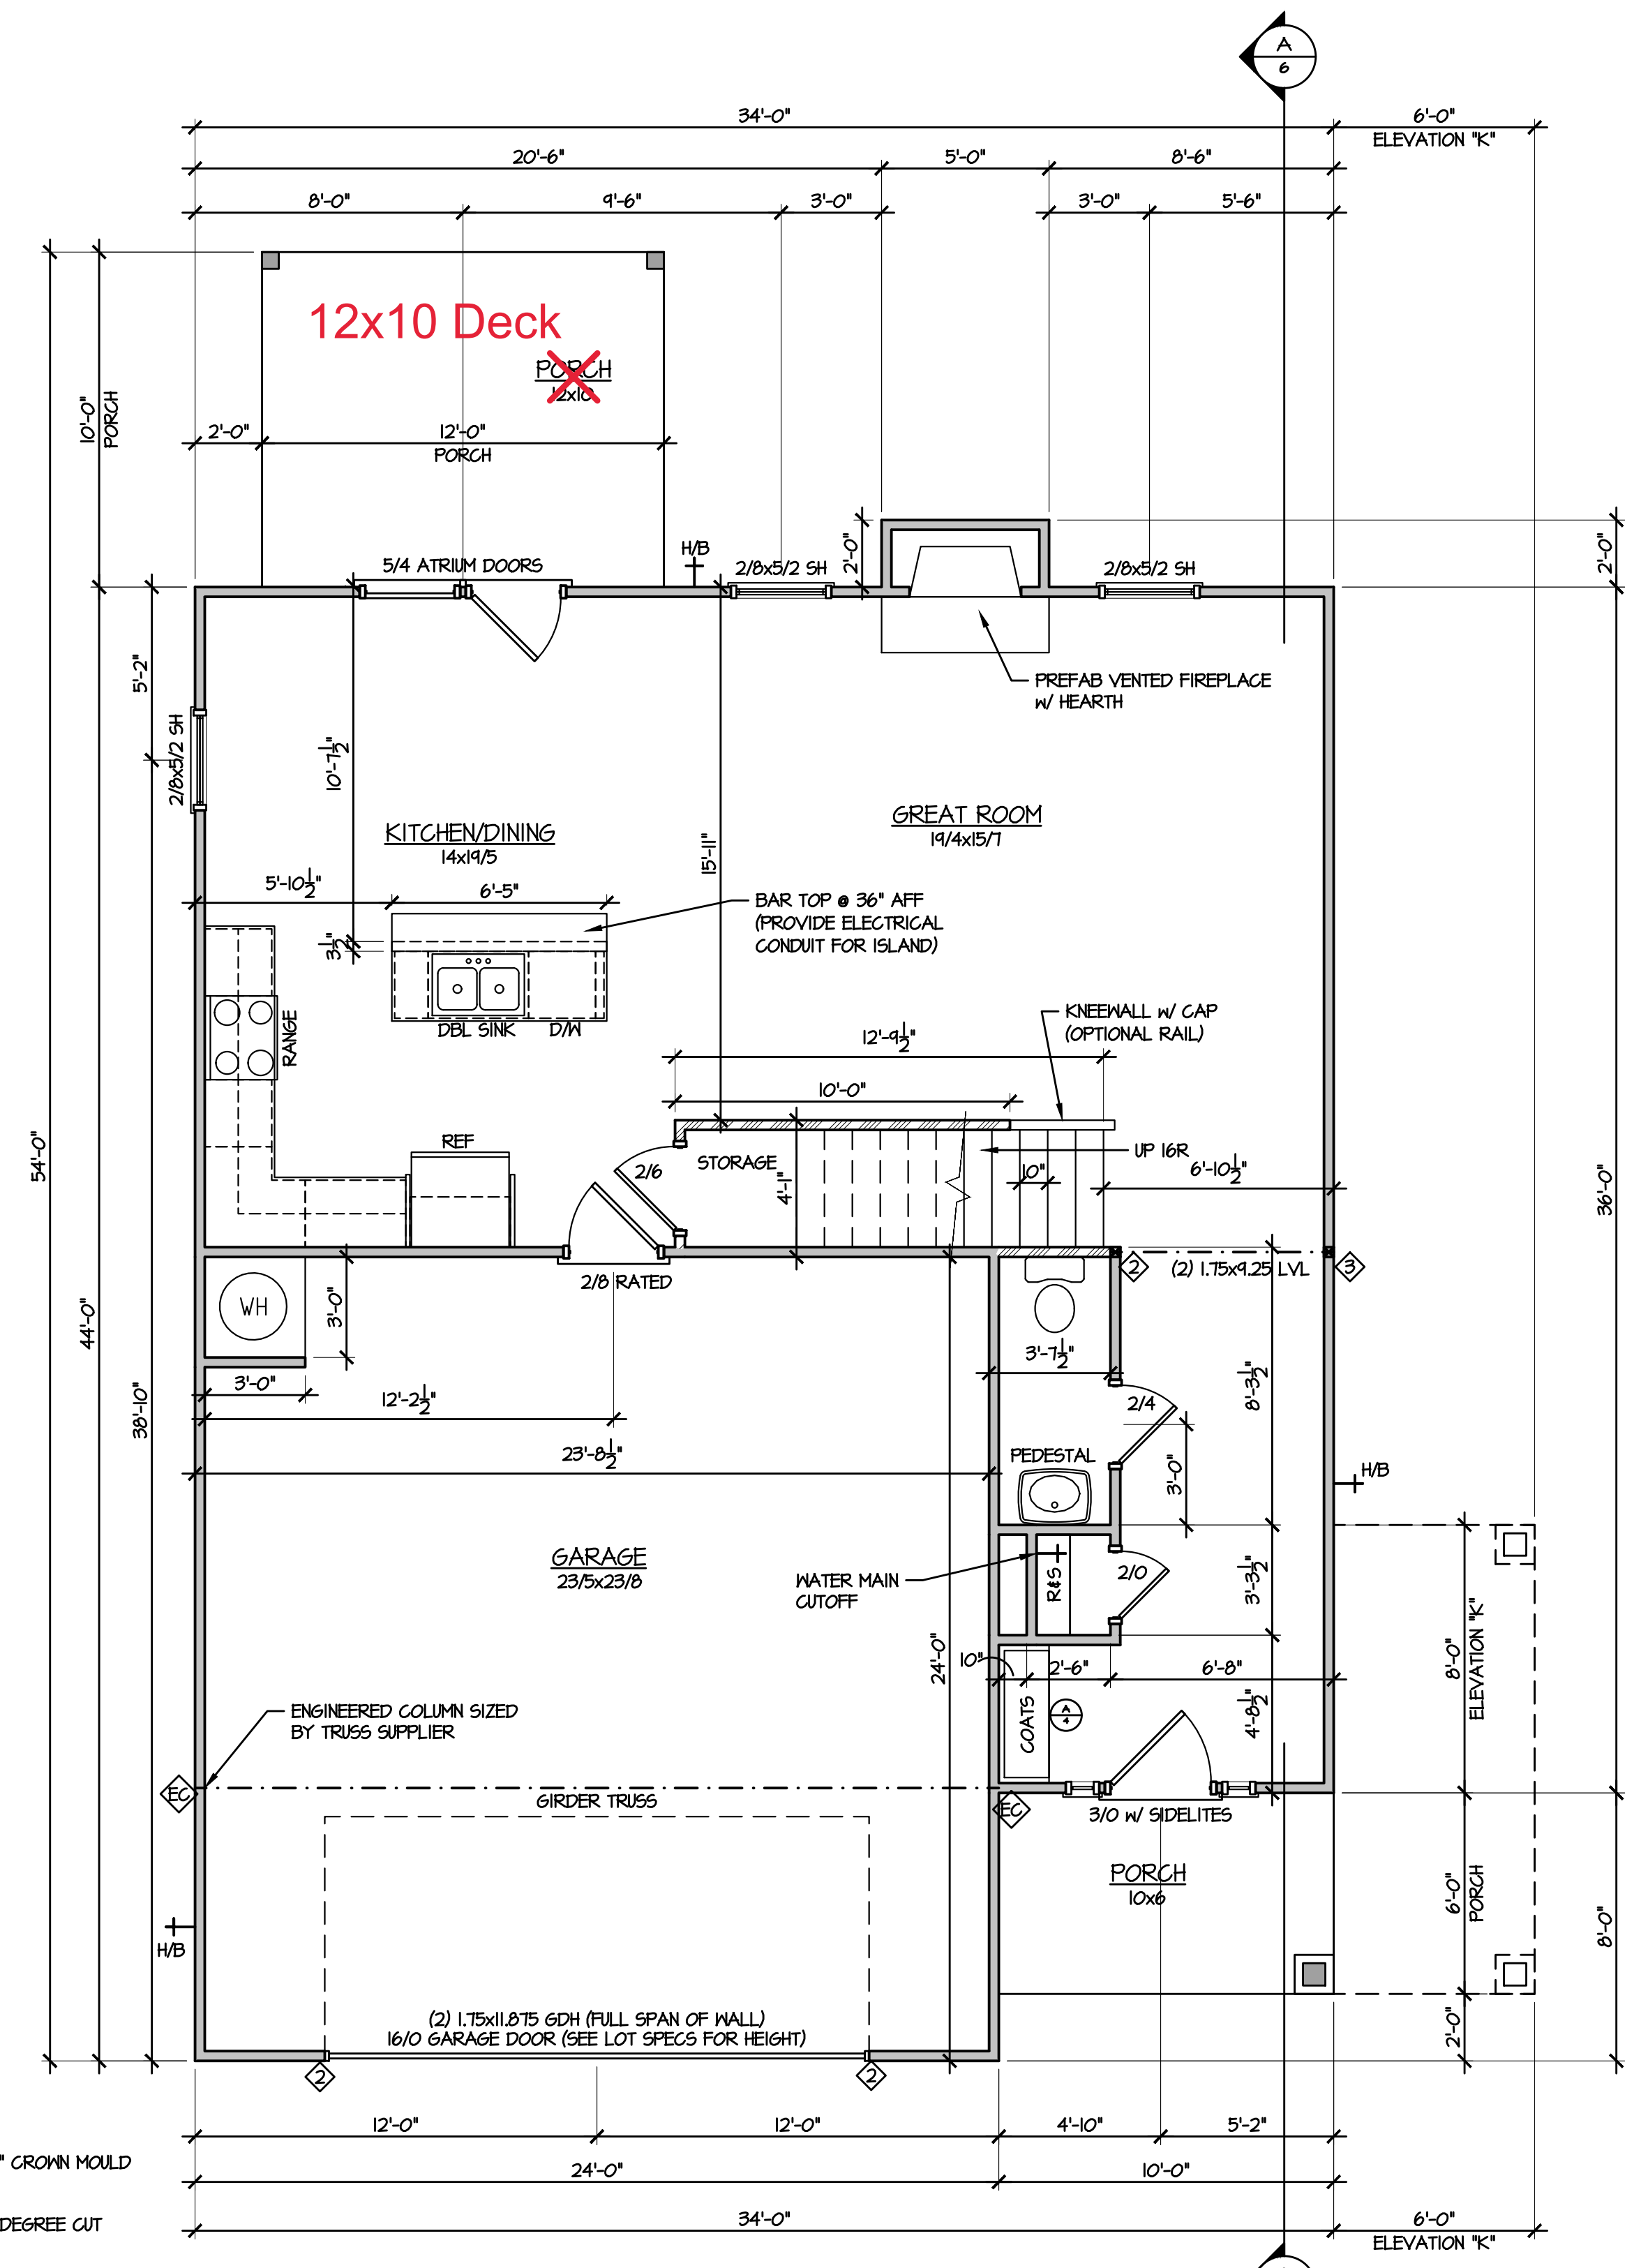 A
6
34'-0"
6'-0"
ELEVATION "K"
20'-6"
5'-0"
8'-6"
8'-0"
9'-6"
3'-0"
3'-0"
5'-6"
12x10 Deck
PORCH
12x10
10'-0"
PORCH
2'-0"
12'-0"
PORCH
5/4 ATRIUM DOORS
H/B
2/8x5/2 SH
2'-0"
2/8x5/2 SH
2'-0"
5'-2"
2/8x5/2 SH
PREFAB VENTED FIREPLACE
w/ HEARTH
10'-7 1/2"
15'-11"
KITCHEN/DINING
14x19/5
GREAT ROOM
19/4x15/7
5'-10 1/2"
6'-5"
BAR TOP @ 36" AFF
(PROVIDE ELECTRICAL
CONDUIT FOR ISLAND)
3 1/2"
RANGE
DBL SINK
D/W
KNEEWALL w/ CAP
(OPTIONAL RAIL)
12'-9 1/2"
10'-0"
REF
2/6
STORAGE
4'-1"
10"
UP 16R
6'-10 1/2"
54'-0"
44'-0"
38'-10"
36'-0"
WH
3'-0"
2/8 RATED
2
(2) 1.75x9.25 LVL
3
3'-0"
12'-2 1/2"
3'-7 1/2"
2/4
8'-3 1/2"
23'-8 1/2"
PEDESTAL
3'-0"
H/B
GARAGE
23/5x23/8
WATER MAIN
CUTOFF
R&S
2/0
3'-3 1/2"
24'-0"
10"
2'-6"
6'-8"
8'-0"
ELEVATION "K"
ENGINEERED COLUMN SIZED
BY TRUSS SUPPLIER
COATS
A
4
4'-8 1/2"
EC
GIRDER TRUSS
EC
3/0 w/ SIDELITES
PORCH
10x6
6'-0"
PORCH
8'-0"
H/B
(2) 1.75x11.875 GDH (FULL SPAN OF WALL)
16/0 GARAGE DOOR (SEE LOT SPECS FOR HEIGHT)
2'-0"
2
2
12'-0"
12'-0"
4'-10"
5'-2"
" CROWN MOULD
24'-0"
10'-0"
DEGREE CUT
34'-0"
6'-0"
ELEVATION "K"